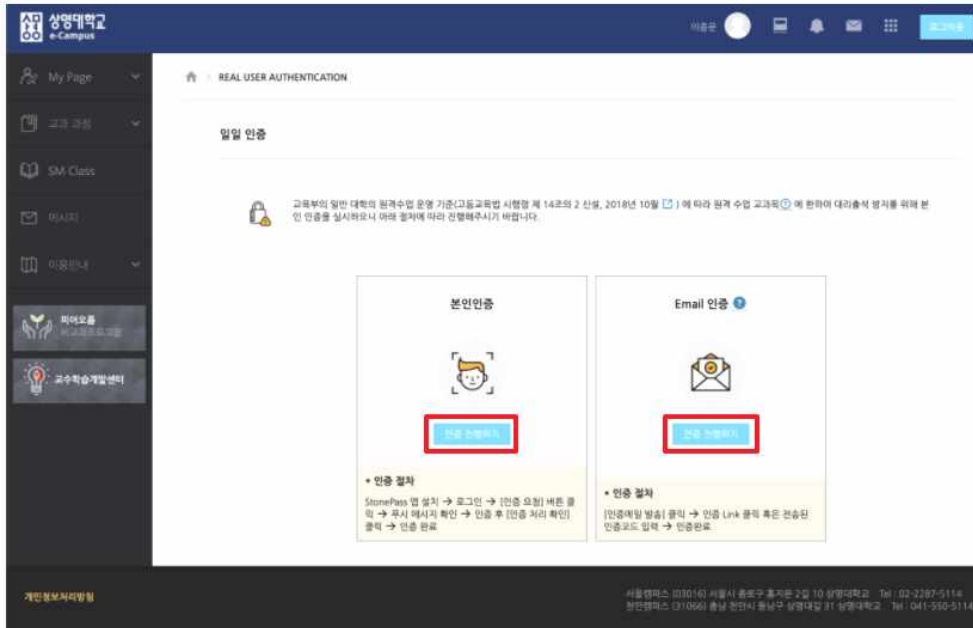 상명대학교
e-Campus
My Page
교과 과정
SM-Class
메시지
이용안내
피어오름
비교과프로그램
교수학습개발센터
REAL USER AUTHENTICATION
일일 인증
교육부의 일반 대학의 원격수업 운영 기준(고등교육법 시행령 제 14조의 2 신설, 2018년 10월 ) 에 따라 원격 수업 교과목 에 한하여 대리출석 방지를 위해 본
인 인증을 실시하오니 아래 절차에 따라 진행해주시기 바랍니다.
본인인증
인증 진행하기
• 인증 절차
StonePass 앱 설치 → 로그인 → [인증 요청] 버튼 클
릭 → 푸시 메시지 확인 → 인증 후 [인증 처리 확인]
클릭 → 인증 완료
Email 인증 ?
인증 진행하기
• 인증 절차
[인증메일 발송] 클릭 → 인증 Link 클릭 혹은 전송된
인증코드 입력 → 인증완료
개인정보처리방침
서울캠퍼스 (03016) 서울시 종로구 홍지문 2길 20 상명대학교 Tel : 02-2287-5114
천안캠퍼스 (31066) 충남 천안시 동남구 상명대길 31 상명대학교 Tel : 041-550-5114